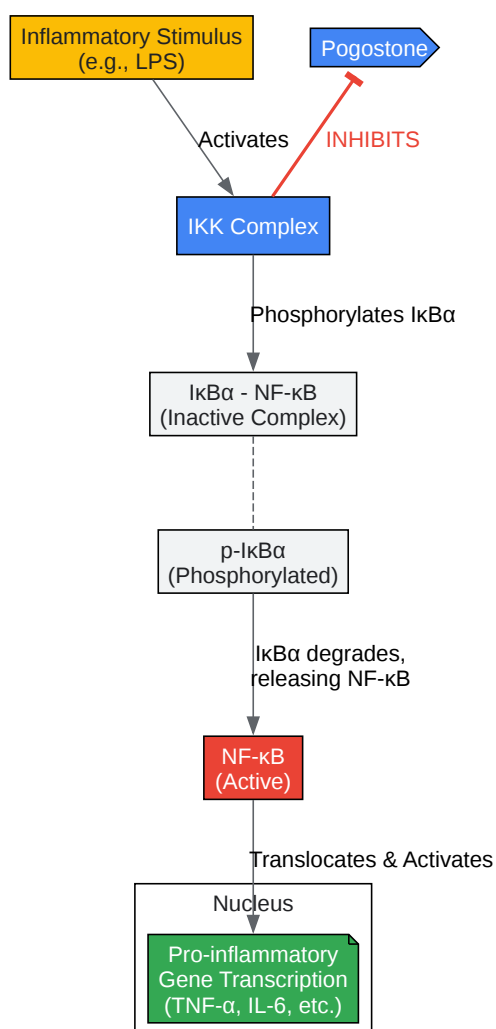 Inflammatory Stimulus
(e.g., LPS)
Pogostone
Activates
INHIBITS
IKK Complex
Phosphorylates IκBα
IκBα - NF-κB
(Inactive Complex)
p-IκBα
(Phosphorylated)
IκBα degrades,
releasing NF-κB
NF-κB
(Active)
Translocates & Activates
Nucleus
Pro-inflammatory
Gene Transcription
(TNF-α, IL-6, etc.)